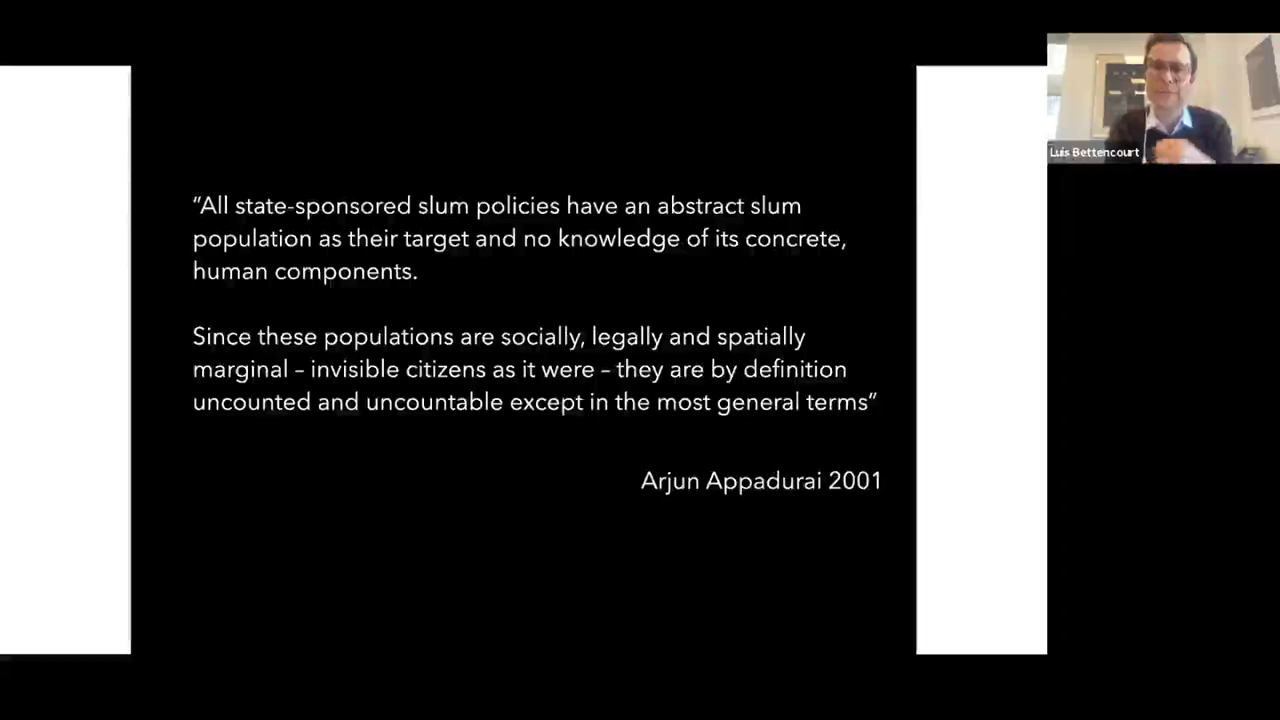 “All state-sponsored slum policies have an abstract slum
population as their target and no knowledge of its concrete,
human components.
Since these populations are socially, legally and spatially
marginal – invisible citizens as it were – they are by definition
uncounted and uncountable except in the most general terms”
Arjun Appadurai 2001
Luis Bettencourt